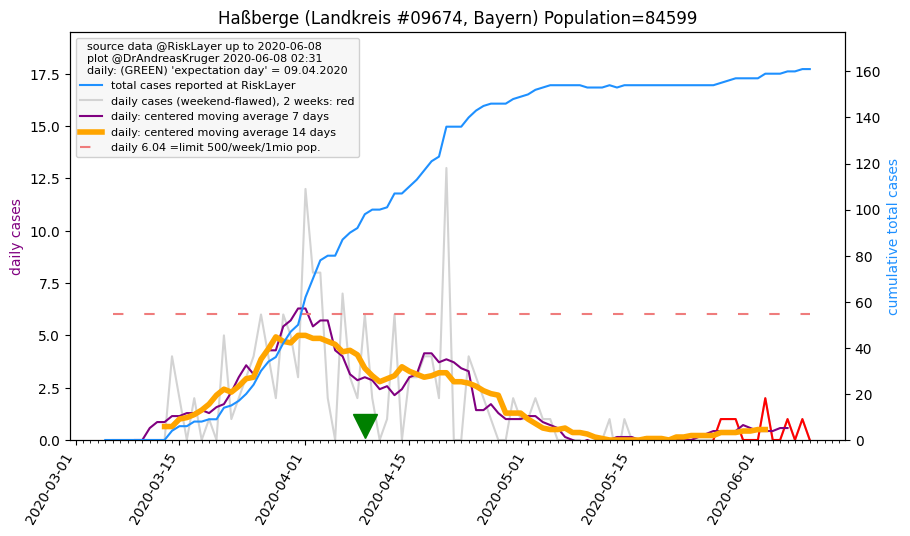 Haßberge (Landkreis #09674, Bayern) Population=84599
source data @RiskLayer up to 2020-06-08
plot @DrAndreasKruger 2020-06-08 02:31
daily: (GREEN) 'expectation day' = 09.04.2020
total cases reported at RiskLayer
daily cases (weekend-flawed), 2 weeks: red
daily: centered moving average 7 days
daily: centered moving average 14 days
daily 6.04 =limit 500/week/1mio pop.
daily cases
17.5
15.0
12.5
10.0
7.5
5.0
2.5
0.0
cumulative total cases
160
140
120
100
80
60
40
20
0
2020-03-01
2020-03-15
2020-04-01
2020-04-15
2020-05-01
2020-05-15
2020-06-01